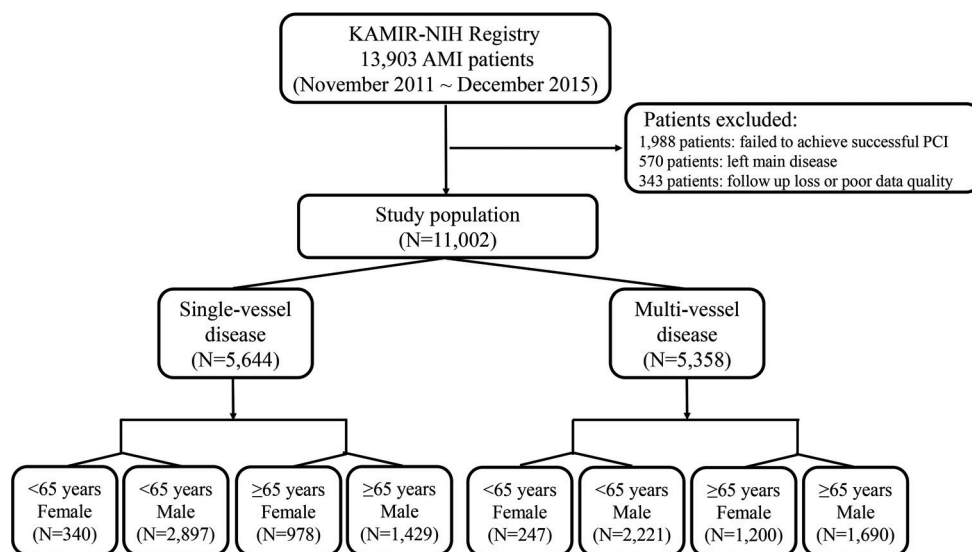 KAMIR-NIH Registry
13,903 AMI patients
(November 2011 ~ December 2015)
Patients excluded:
1,988 patients: failed to achieve successful PCI
570 patients: left main disease
343 patients: follow up loss or poor data quality
Study population
(N=11,002)
Single-vessel
disease
(N=5,644)
Multi-vessel
disease
(N=5,358)
<65 years
Female
(N=340)
<65 years
Male
(N=2,897)
≥65 years
Female
(N=978)
≥65 years
Male
(N=1,429)
<65 years
Female
(N=247)
<65 years
Male
(N=2,221)
≥65 years
Female
(N=1,200)
≥65 years
Male
(N=1,690)